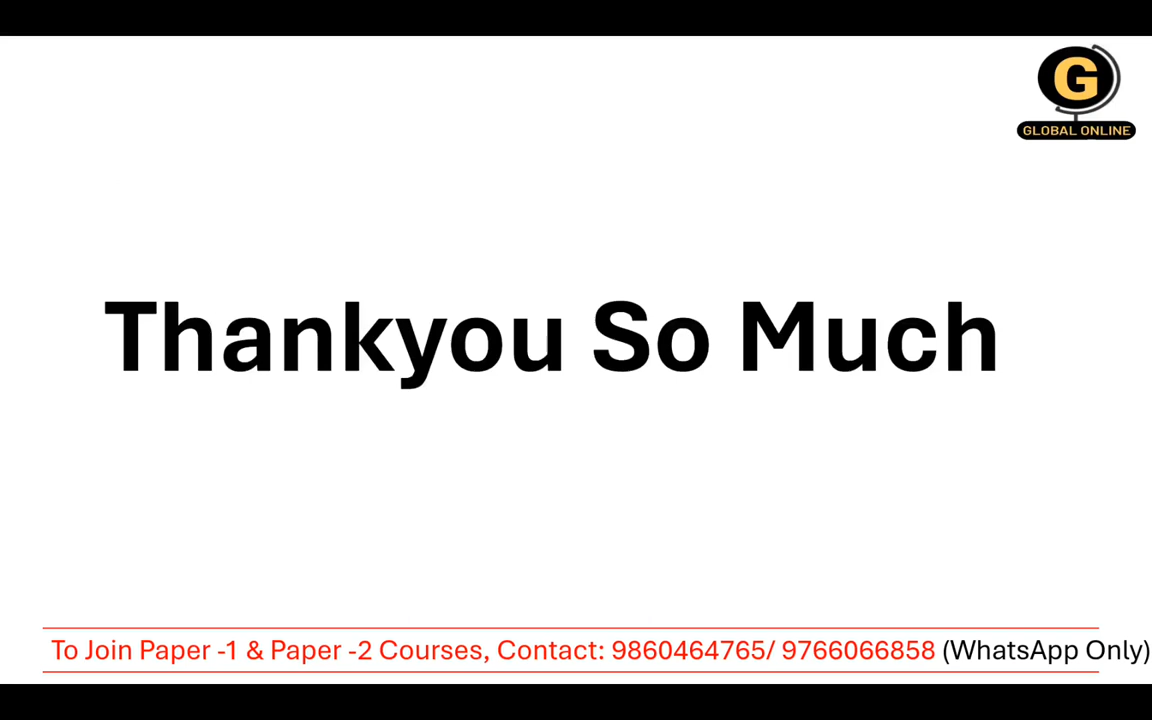 G
GLOBAL ONLINE
Thankyou So Much
To Join Paper -1 & Paper -2 Courses, Contact: 9860464765/ 9766066858 (WhatsApp Only)